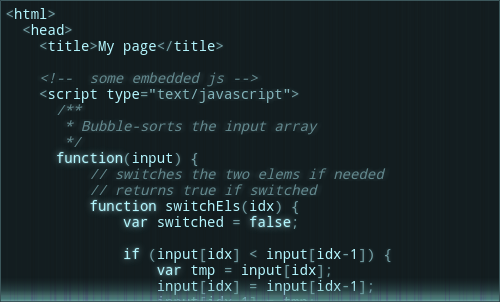 <html>
<head>
<title>My page</title>
<!--  some embedded js -->
<script type="text/javascript">
/**
* Bubble-sorts the input array
*/
function(input) {
// switches the two elems if needed
// returns true if switched
function switchEls(idx) {
var switched = false;
if (input[idx] < input[idx-1]) {
var tmp = input[idx];
input[idx] = input[idx-1];